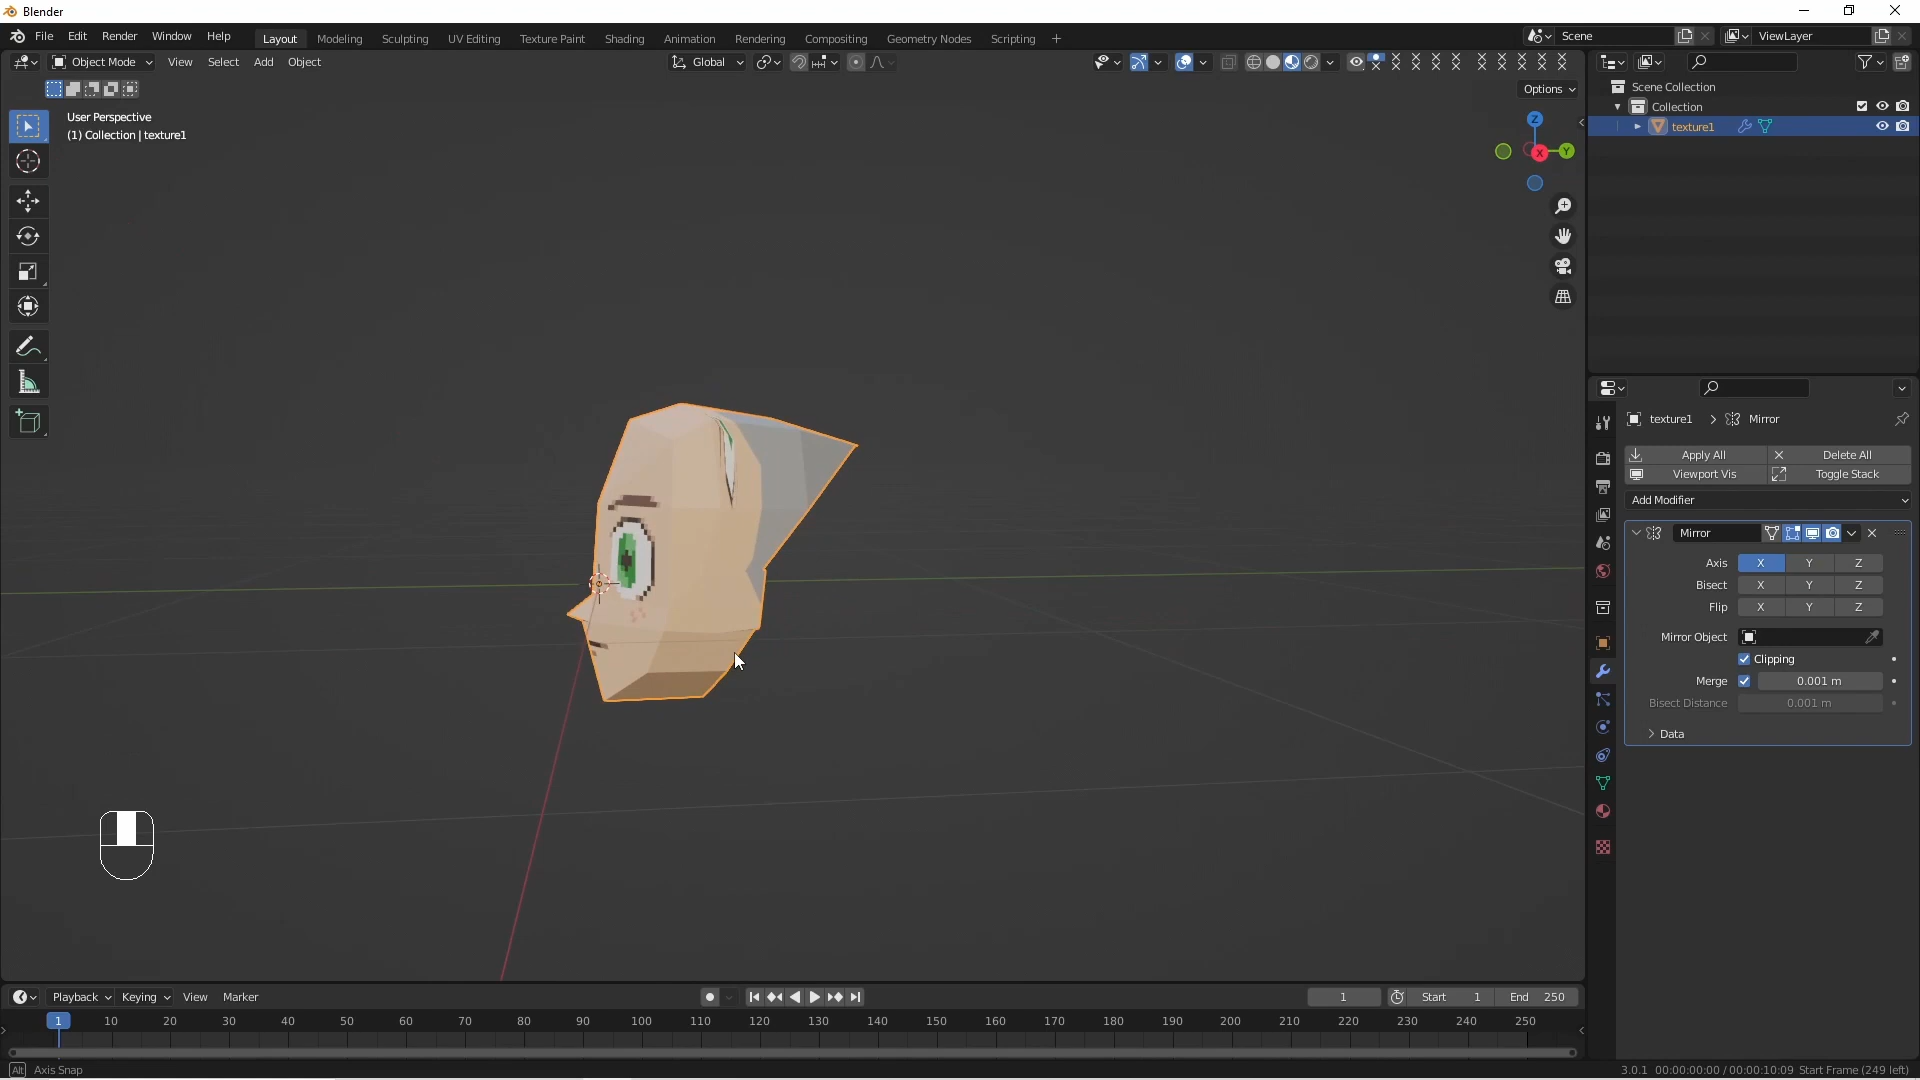 Blender
File Edit Render Window Help Layout Modeling Sculpting UV Editing Texture Paint Shading Animation Rendering Compositing Geometry Nodes Scripting + Scene ViewLayer
Object Mode View Select Add Object Global
Options
User Perspective
(1) Collection | texture1
Z
Y
X
Scene Collection
Collection
texture1
texture1 > Mirror
Apply All Delete All
Viewport Vis Toggle Stack
Add Modifier
Mirror
Axis X Y Z
Bisect X Y Z
Flip X Y Z
Mirror Object
Clipping
Merge 0.001 m
Bisect Distance 0.001 m
Data
Playback Keying View Marker 1 Start 1 End 250
1 10 20 30 40 50 60 70 80 90 100 110 120 130 140 150 160 170 180 190 200 210 220 230 240 250
Alt Axis Snap
3.0.1 00:00:00:00 / 00:00:10:09 Start Frame (249 left)